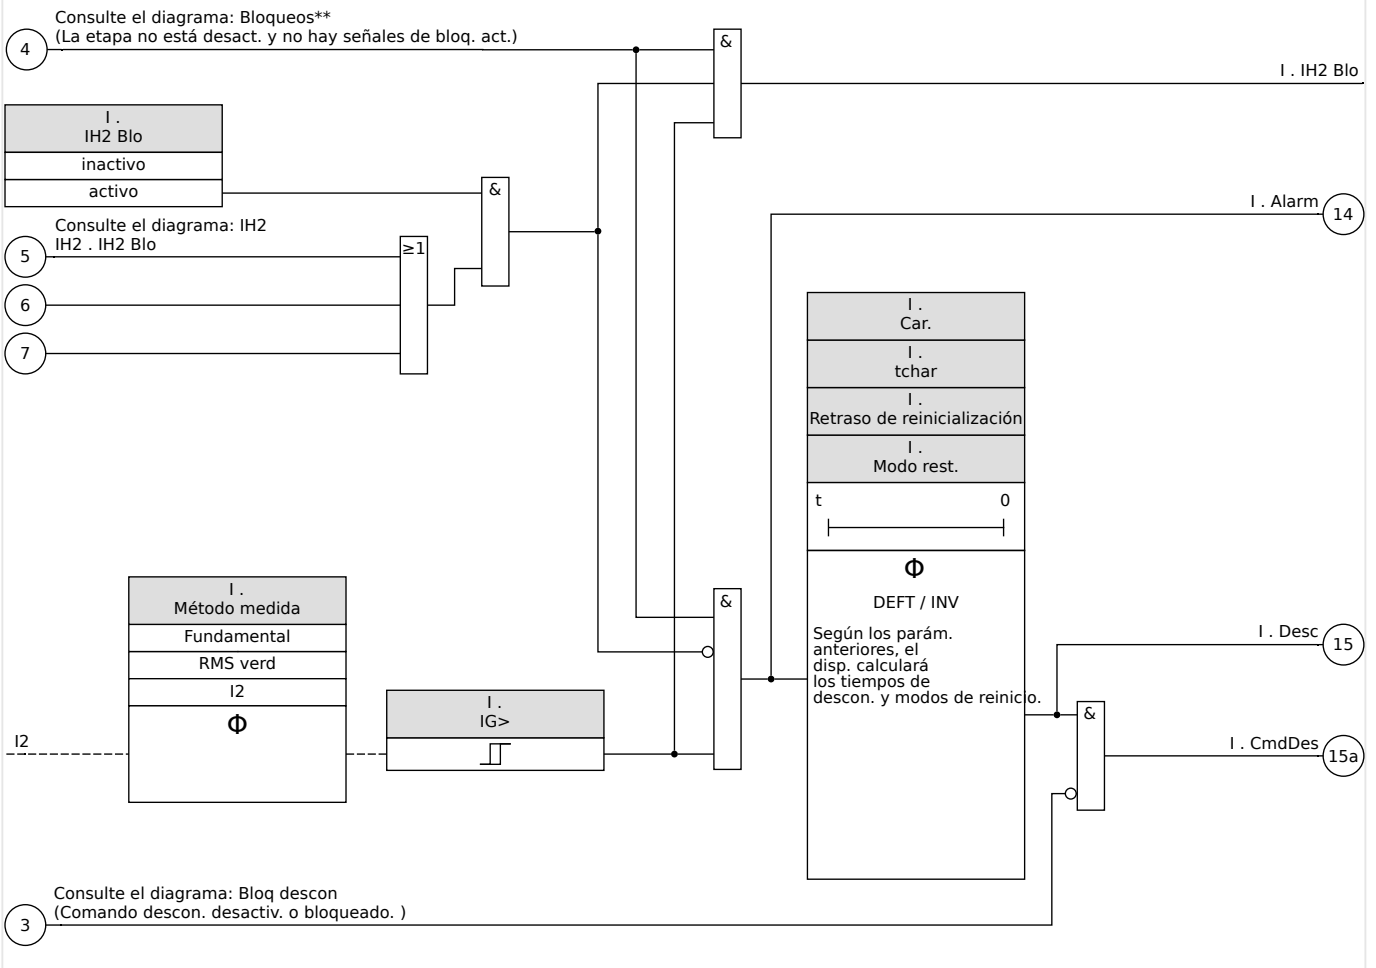 Consulte el diagrama: Bloqueos**
(La etapa no está desact. y no hay señales de bloq. act.)
4
&
I . IH2 Blo
I .
IH2 Blo
inactivo
activo
&
I . Alarm
14
Consulte el diagrama: IH2
IH2 . IH2 Blo
5
≥1
6
7
I .
Car.
I .
tchar
I .
Retraso de reinicialización
I .
Modo rest.
t 0
Φ
DEFT / INV
Según los parám.
anteriores, el
disp. calculará
los tiempos de
descon. y modos de reinicio.
I .
Método medida
Fundamental
RMS verd
I2
Φ
I2
I .
IG>
&
I . Desc
15
&
I . CmdDes
15a
Consulte el diagrama: Bloq descon
(Comando descon. desactiv. o bloqueado. )
3